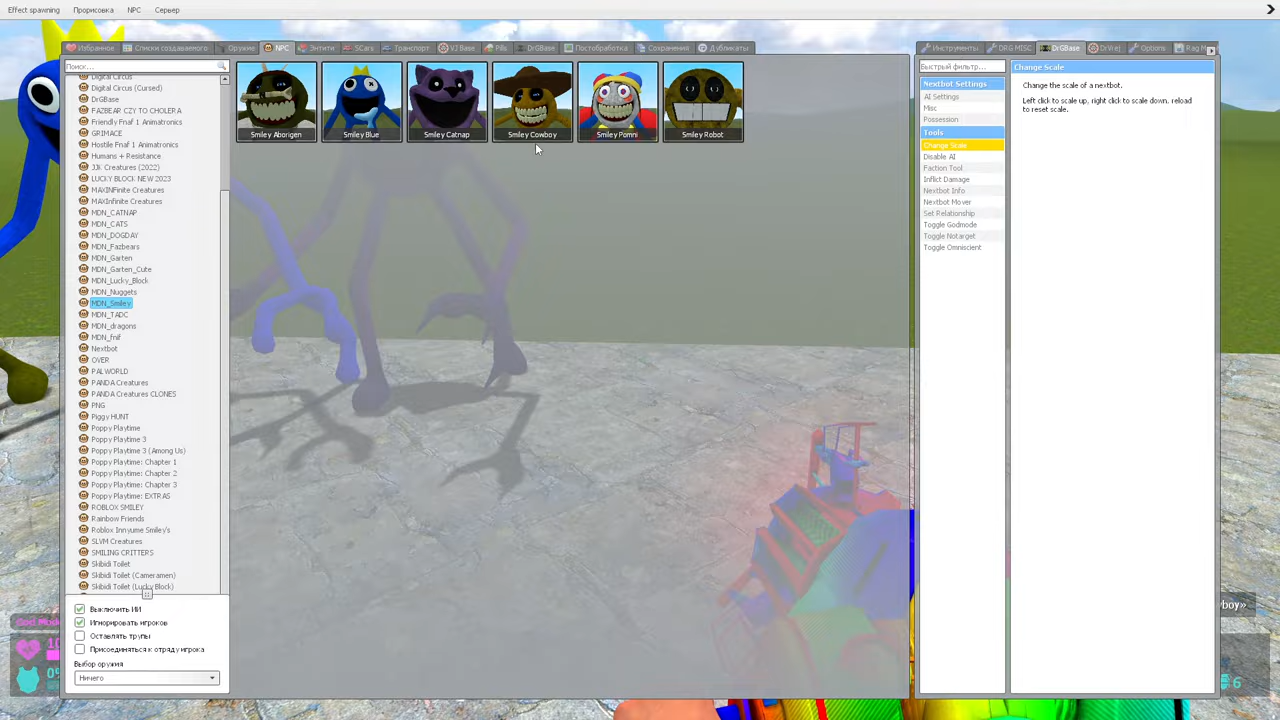 Effect spawning Прорисовка NPC Сервер
Избранное Списки создаваемого Оружие NPC Энтити SCars Транспорт VJ Base Pills DrGBase Постобработка Сохранения Дубликаты
Инструменты DRG MISC DrGBase DrVrej Options Rag M
Поиск...
Digital Circus
Digital Circus (Cursed)
DrGBase
FAZBEAR CZY TO CHOLERA
Friendly Fnaf 1 Animatronics
GRIMACE
Hostile Fnaf 1 Animatronics
Humans + Resistance
JJK Creatures (2022)
LUCKY BLOCK NEW 2023
MAXINFinite Creatures
MAXInfinite Creatures
MDN_CATNAP
MDN_CATS
MDN_DOGDAY
MDN_Fazbears
MDN_Garten
MDN_Garten_Cute
MDN_Lucky_Block
MDN_Nuggets
MDN_Smiley
MDN_TADC
MDN_dragons
MDN_fnif
Nextbot
OVER
PALWORLD
PANDA Creatures
PANDA Creatures CLONES
PNG
Piggy HUNT
Poppy Playtime
Poppy Playtime 3
Poppy Playtime 3 (Among Us)
Poppy Playtime: Chapter 1
Poppy Playtime: Chapter 2
Poppy Playtime: Chapter 3
Poppy Playtime: EXTRAS
ROBLOX SMILEY
Rainbow Friends
Roblox Innyume Smiley's
SLVM Creatures
SMILING CRITTERS
Skibidi Toilet
Skibidi Toilet (Cameramen)
Skibidi Toilet (Lucky Block)
Выключить ИИ
Игнорировать игроков
Оставлять трупы
Присоединяться к отряду игрока
Выбор оружия
Ничего
Smiley Aborigen Smiley Blue Smiley Catnap Smiley Cowboy Smiley Pomni Smiley Robot
Быстрый фильтр...
Nextbot Settings
AI Settings
Misc
Possession
Tools
Change Scale
Disable AI
Faction Tool
Inflict Damage
Nextbot Info
Nextbot Mover
Set Relationship
Toggle Godmode
Toggle Notarget
Toggle Omniscient
Change Scale
Change the scale of a nextbot.
Left click to scale up, right click to scale down, reload
to reset scale.
God Mod
boy»
6